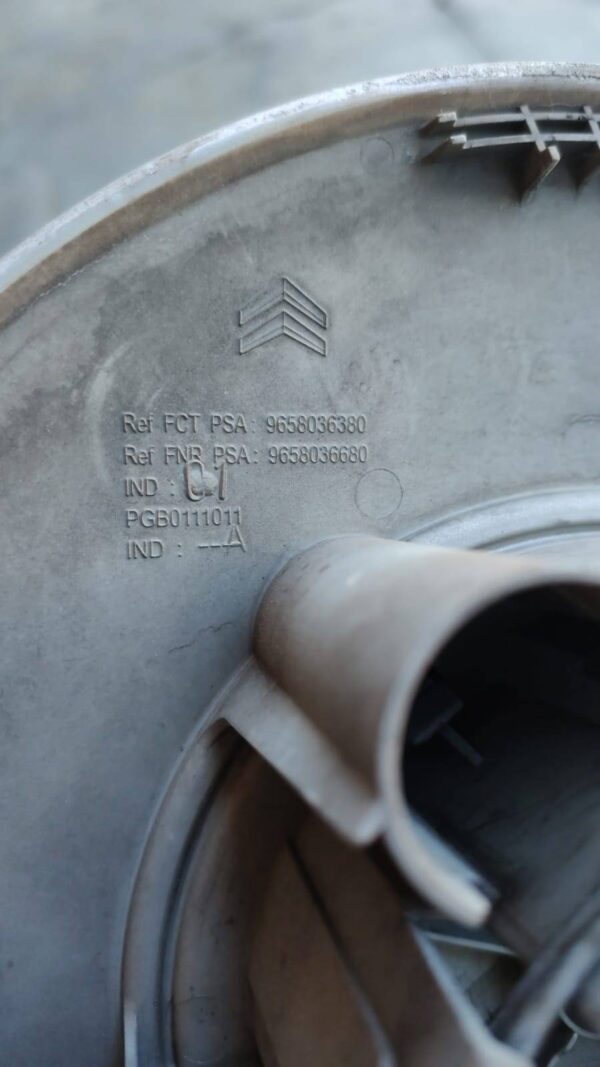 Ref FCT PSA: 9658036380
Ref FNR PSA: 9658036680
IND : 01
PGB0111011
IND : --A